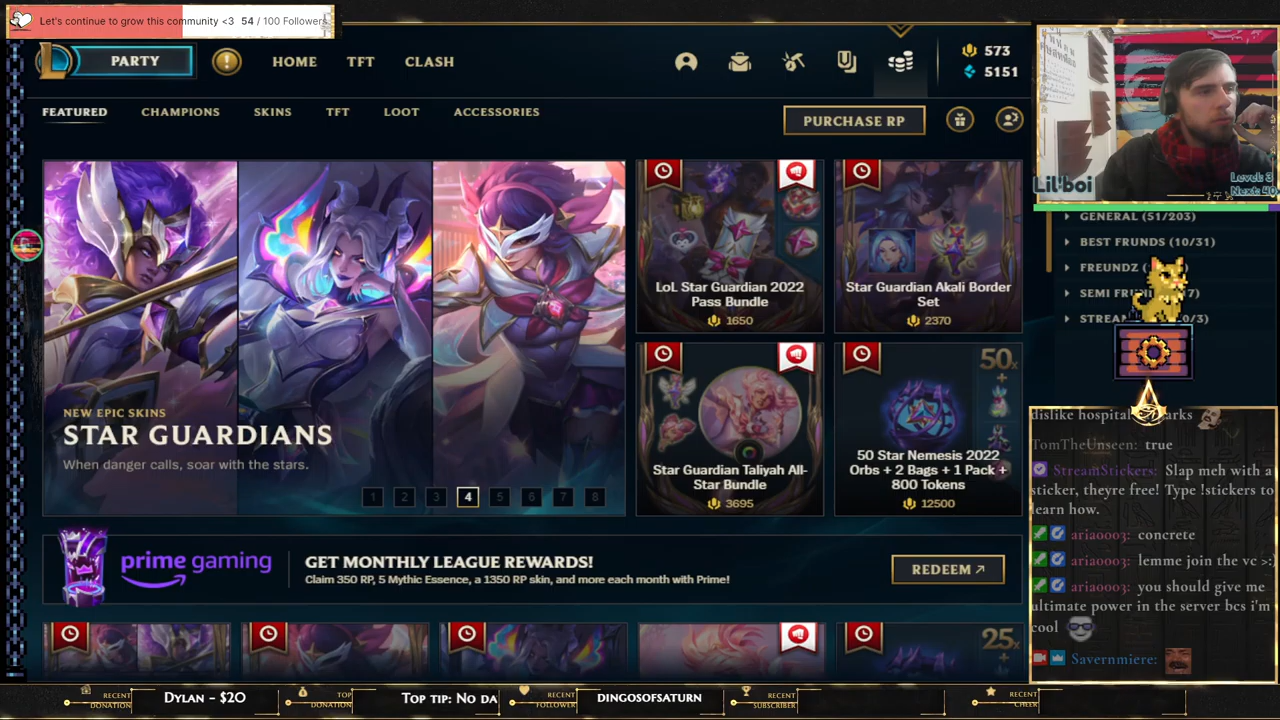 Let's continue to grow this community <3 54 / 100 Followers
PARTY
HOME TFT CLASH
573
5151
FEATURED CHAMPIONS SKINS TFT LOOT ACCESSORIES
PURCHASE RP
NEW EPIC SKINS
STAR GUARDIANS
When danger calls, soar with the stars.
1 2 3 4 5 6 7 8
LoL Star Guardian 2022
Pass Bundle
1650
Star Guardian Akali Border
Set
2370
Star Guardian Taliyah All-
Star Bundle
3695
50x
+
50 Star Nemesis 2022
Orbs + 2 Bags + 1 Pack +
800 Tokens
12500
prime gaming
GET MONTHLY LEAGUE REWARDS!
Claim 350 RP, 5 Mythic Essence, a 1350 RP skin, and more each month with Prime!
REDEEM
25x
+
Lil'boi
Level: 3
Next: 40
GENERAL (51/203)
BEST FRUNDS (10/31)
FREUNDZ
SEMI
dislike
TomTheUnseen: true
StreamStickers: Slap meh with a
sticker, theyre free! Type !stickers to
learn how.
aria003: concrete
aria003: lemme join the vc >:)
aria003: you should give me
ultimate power in the server bcs i'm
cool
Savernmiere:
RECENT
DONATION
Dylan - $20
TOP
DONATION
Top tip: No da
RECENT
FOLLOWER
DINGOSOFSATURN
RECENT
SUBSCRIBER
RECENT
CHEER